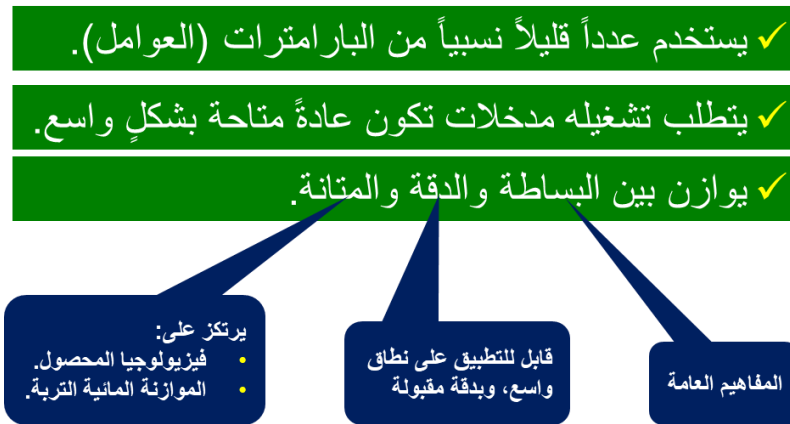 ✓ يستخدم عدداً قليلاً نسبياً من البارامترات (العوامل).
✓ يتطلب تشغيله مدخلات تكون عادةً متاحة بشكلٍ واسع.
✓ يوازن بين البساطة والدقة والمتانة.
المفاهيم العامة
قابل للتطبيق على نطاق
واسع، وبدقة مقبولة
يرتكز على:
• فيزيولوجيا المحصول.
• الموازنة المائية التربة.